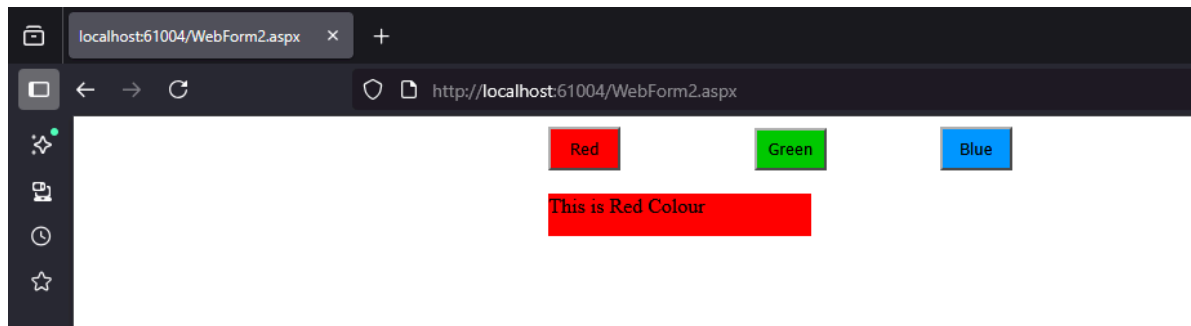 localhost:61004/WebForm2.aspx
http://localhost:61004/WebForm2.aspx
Red Green Blue
This is Red Colour